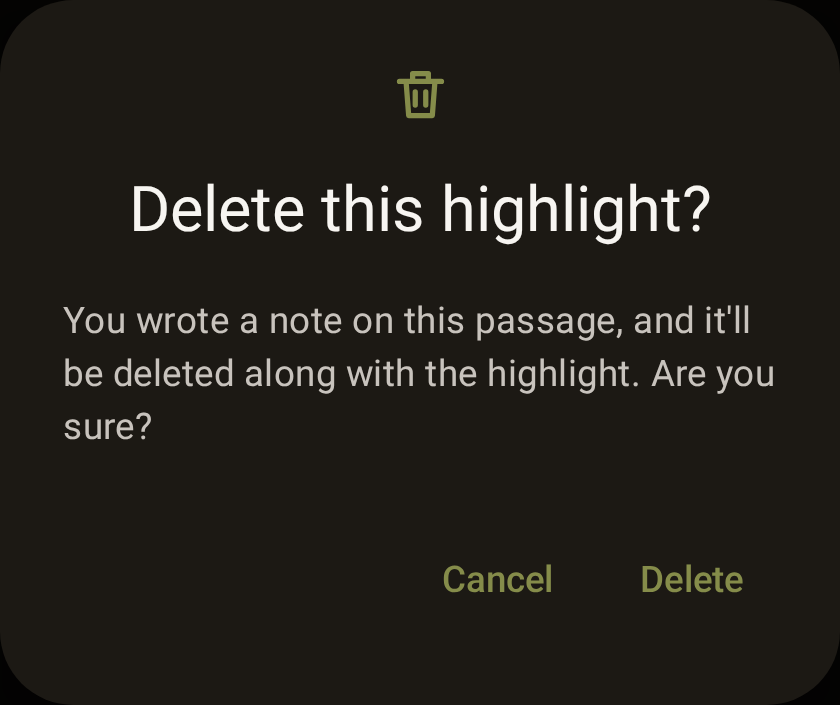 Delete this highlight?
You wrote a note on this passage, and it'll
be deleted along with the highlight. Are you
sure?
Cancel Delete